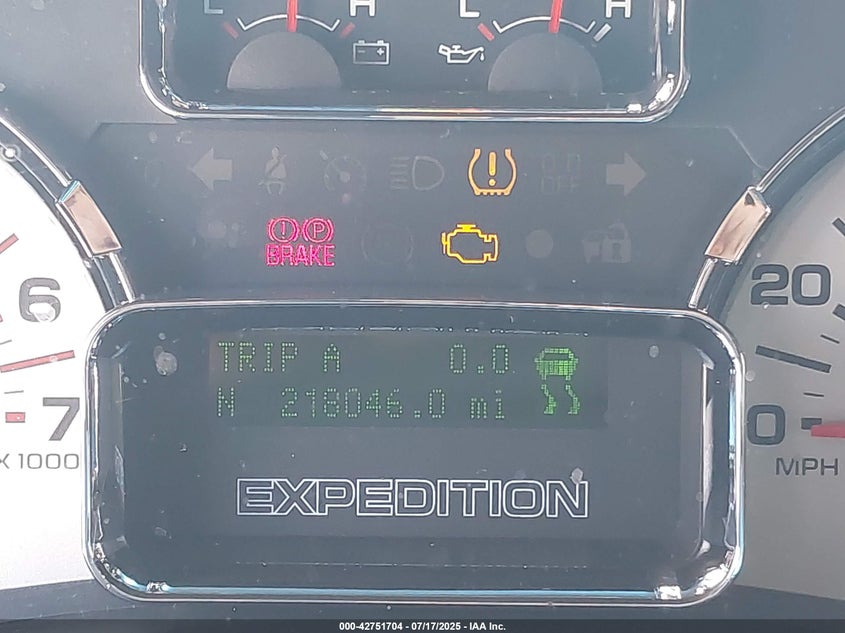 L H L H
OFF
BRAKE
6
7
X 1000
20
0
MPH
TRIP A 0.0
N 218046.0 mi
EXPEDITION
000-42751704 / 07/17/2025 - IAA Inc.